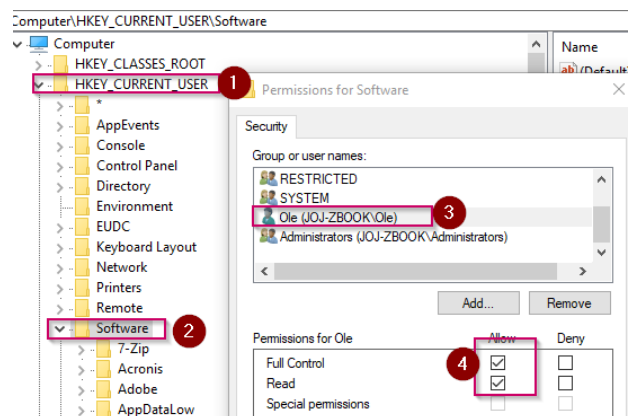 Computer\HKEY_CURRENT_USER\Software
Computer
HKEY_CLASSES_ROOT
HKEY_CURRENT_USER
1
*
AppEvents
Console
Control Panel
Directory
Environment
EUDC
Keyboard Layout
Network
Printers
Remote
Software
2
7-Zip
Acronis
Adobe
AppDataLow
Name
ab (Default)
Permissions for Software
Security
Group or user names:
RESTRICTED
SYSTEM
Ole (JOJ-ZBOOK\Ole)
3
Administrators (JOJ-ZBOOK\Administrators)
Add...
Remove
Permissions for Ole
Allow
Deny
Full Control
4
Read
Special permissions